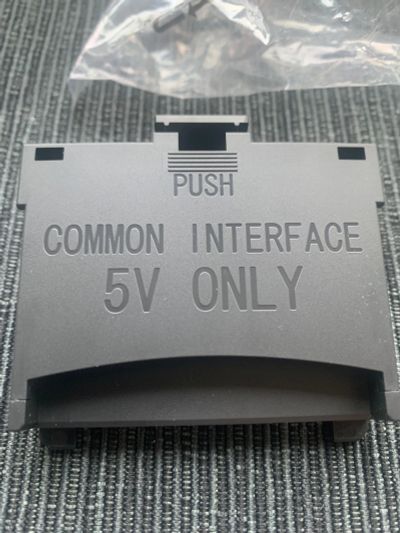 PUSH
COMMON INTERFACE
5V ONLY